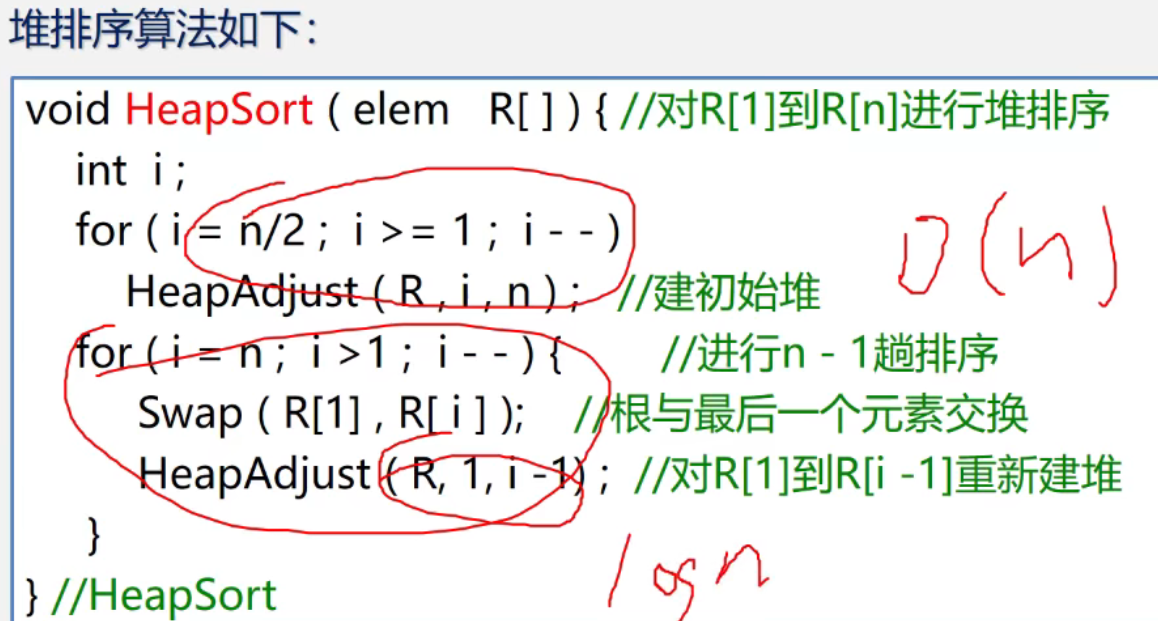 堆排序算法如下：
void HeapSort ( elem R[ ] ) { //对R[1]到R[n]进行堆排序
int i ;
for ( i = n/2 ; i >= 1 ; i - - )
O(n)
HeapAdjust ( R , i , n ) ; //建初始堆
for ( i = n ; i >1 ; i - - ) { //进行n - 1趟排序
Swap ( R[1] , R[ i ] ); //根与最后一个元素交换
HeapAdjust ( R, 1, i -1) ; //对R[1]到R[i -1]重新建堆
}
logn
} //HeapSort